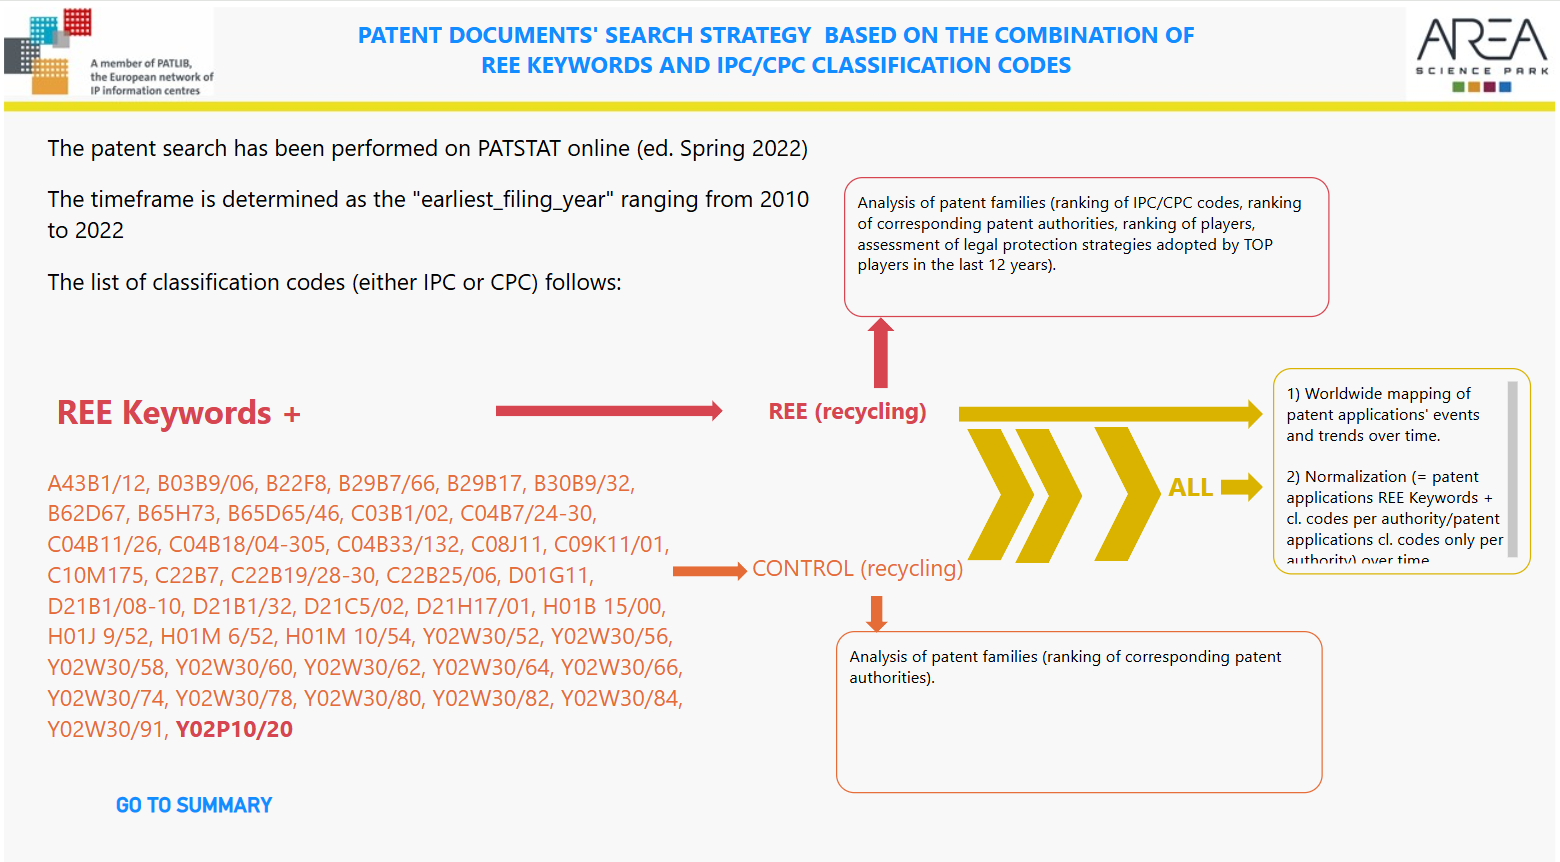 A member of PATLIB,
the European network of
IP information centres
PATENT DOCUMENTS' SEARCH STRATEGY  BASED ON THE COMBINATION OF
REE KEYWORDS AND IPC/CPC CLASSIFICATION CODES
AREA
SCIENCE PARK
The patent search has been performed on PATSTAT online (ed. Spring 2022)
The timeframe is determined as the "earliest_filing_year" ranging from 2010
to 2022
The list of classification codes (either IPC or CPC) follows:
Analysis of patent families (ranking of IPC/CPC codes, ranking
of corresponding patent authorities, ranking of players,
assessment of legal protection strategies adopted by TOP
players in the last 12 years).
REE Keywords +
REE (recycling)
1) Worldwide mapping of
patent applications' events
and trends over time.
2) Normalization (= patent
applications REE Keywords +
cl. codes per authority/patent
applications cl. codes only per
authority) over time
ALL
A43B1/12, B03B9/06, B22F8, B29B7/66, B29B17, B30B9/32,
B62D67, B65H73, B65D65/46, C03B1/02, C04B7/24-30,
C04B11/26, C04B18/04-305, C04B33/132, C08J11, C09K11/01,
C10M175, C22B7, C22B19/28-30, C22B25/06, D01G11,
D21B1/08-10, D21B1/32, D21C5/02, D21H17/01, H01B 15/00,
H01J 9/52, H01M 6/52, H01M 10/54, Y02W30/52, Y02W30/56,
Y02W30/58, Y02W30/60, Y02W30/62, Y02W30/64, Y02W30/66,
Y02W30/74, Y02W30/78, Y02W30/80, Y02W30/82, Y02W30/84,
Y02W30/91, Y02P10/20
CONTROL (recycling)
Analysis of patent families (ranking of corresponding patent
authorities).
GO TO SUMMARY